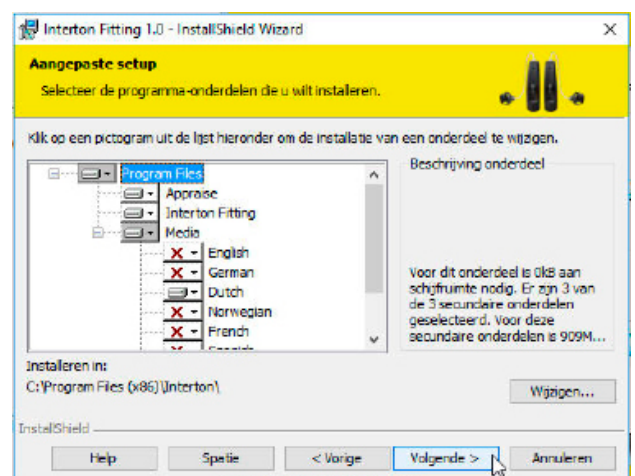 Interton Fitting 1.0 - InstallShield Wizard
Aangepaste setup
Selecteer de programma-onderdelen die u wilt installeren.
Klik op een pictogram uit de lijst hieronder om de installatie van een onderdeel te wijzigen.
Program Files
Appraise
Interton Fitting
Media
English
German
Dutch
Norwegian
French
Beschrijving onderdeel
Voor dit onderdeel is 0kB aan
schijfruimte nodig. Er zijn 3 van
de 3 secundaire onderdelen
geselecteerd. Voor deze
secundaire onderdelen is 909M...
Installeren in:
C:\Program Files (x86)\Interton\
Wijzigen...
InstallShield
Help
Spatie
< Vorige
Volgende >
Annuleren